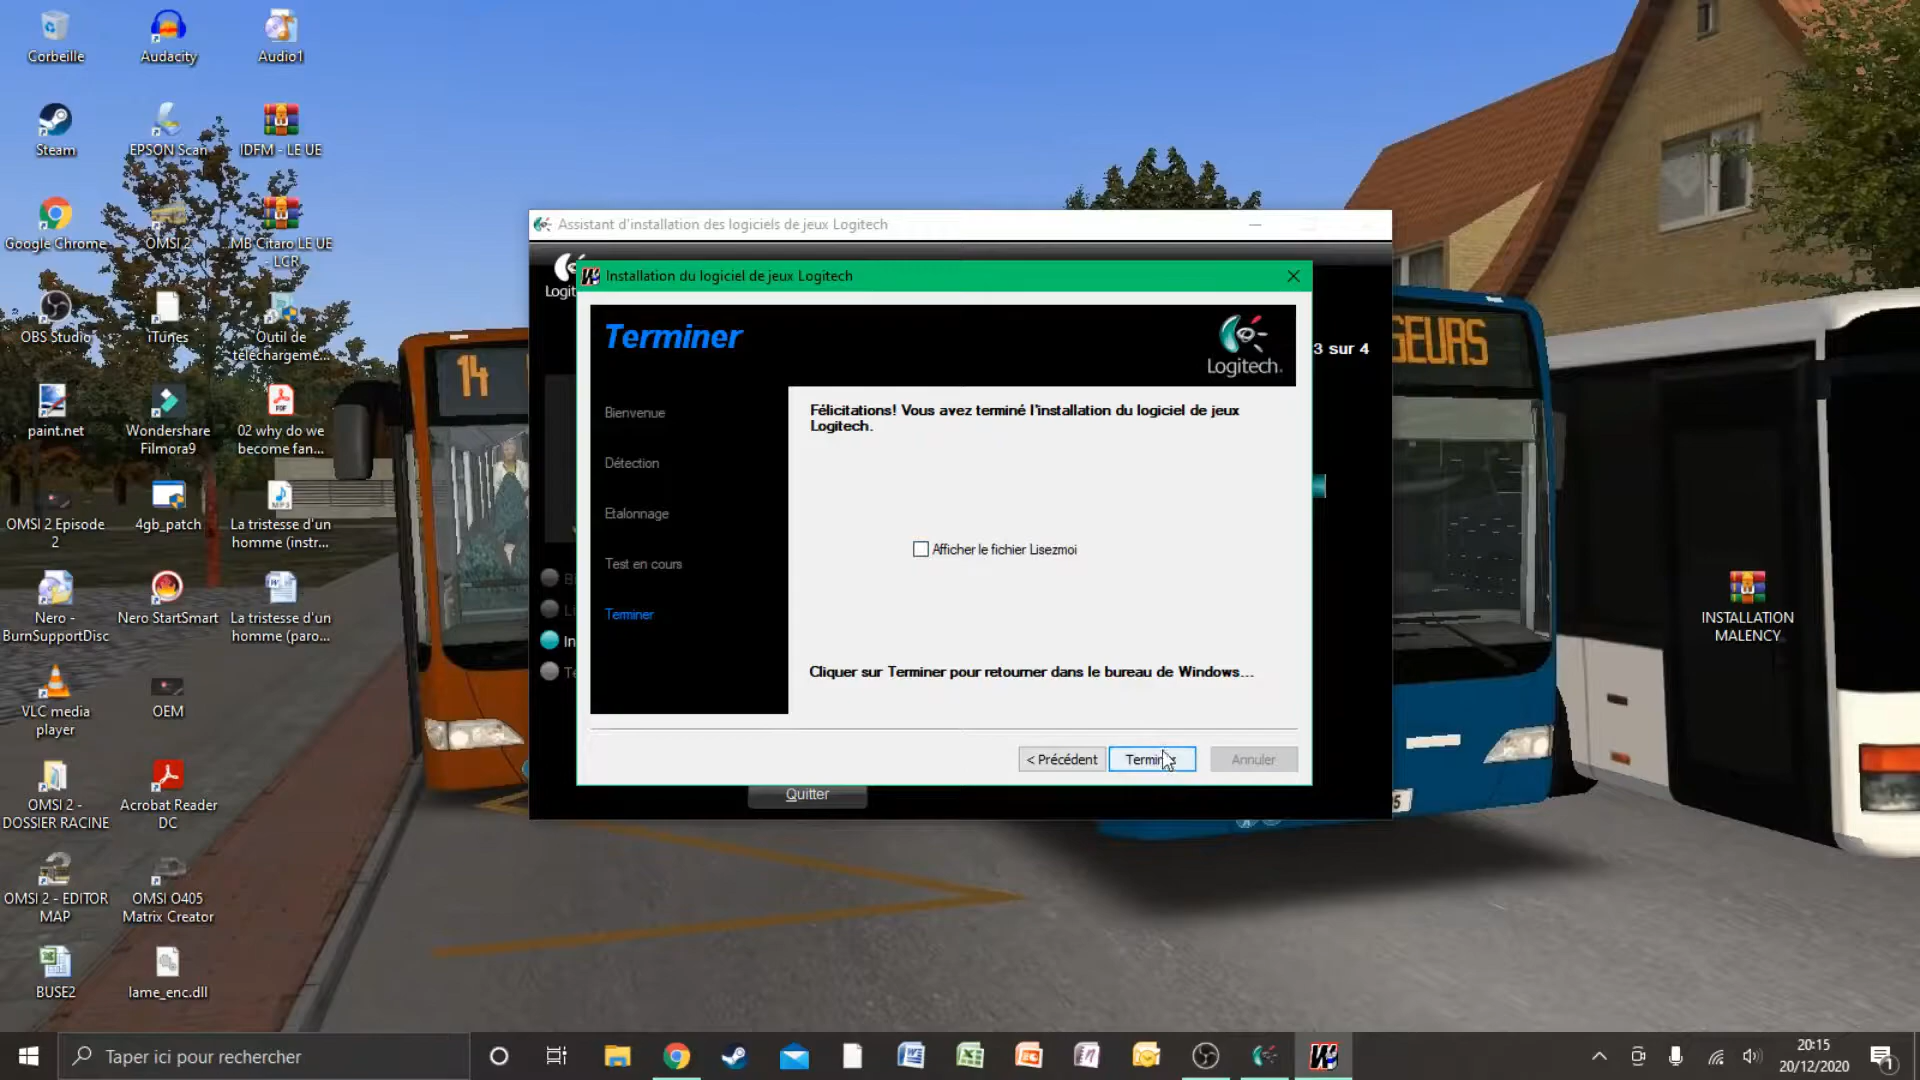 Corbeille
Audacity
Audio1
Steam
EPSON Scan
IDFM - LE UE
Google Chrome
OMSI 2
MB Citaro LE UE
- LCR
OBS Studio
iTunes
Outil de
téléchargeme...
paint.net
Wondershare
Filmora9
02 why do we
become fan...
OMSI 2 Episode
2
4gb_patch
La tristesse d'un
homme (instr...
Nero -
BurnSupportDisc
Nero StartSmart
La tristesse d'un
homme (paro...
VLC media
player
OEM
OMSI 2 -
DOSSIER RACINE
Acrobat Reader
DC
OMSI 2 - EDITOR
MAP
OMSI O405
Matrix Creator
BUSE2
lame_enc.dll
INSTALLATION
MALENCY
14
SEURS
Assistant d'installation des logiciels de jeux Logitech
Logit
3 sur 4
In
Quitter
Installation du logiciel de jeux Logitech
Terminer
Logitech
Bienvenue
Détection
Etalonnage
Test en cours
Terminer
Félicitations! Vous avez terminé l'installation du logiciel de jeux
Logitech.
Afficher le fichier Lisezmoi
Cliquer sur Terminer pour retourner dans le bureau de Windows...
< Précédent
Termin
Annuler
Taper ici pour rechercher
20:15
20/12/2020
1